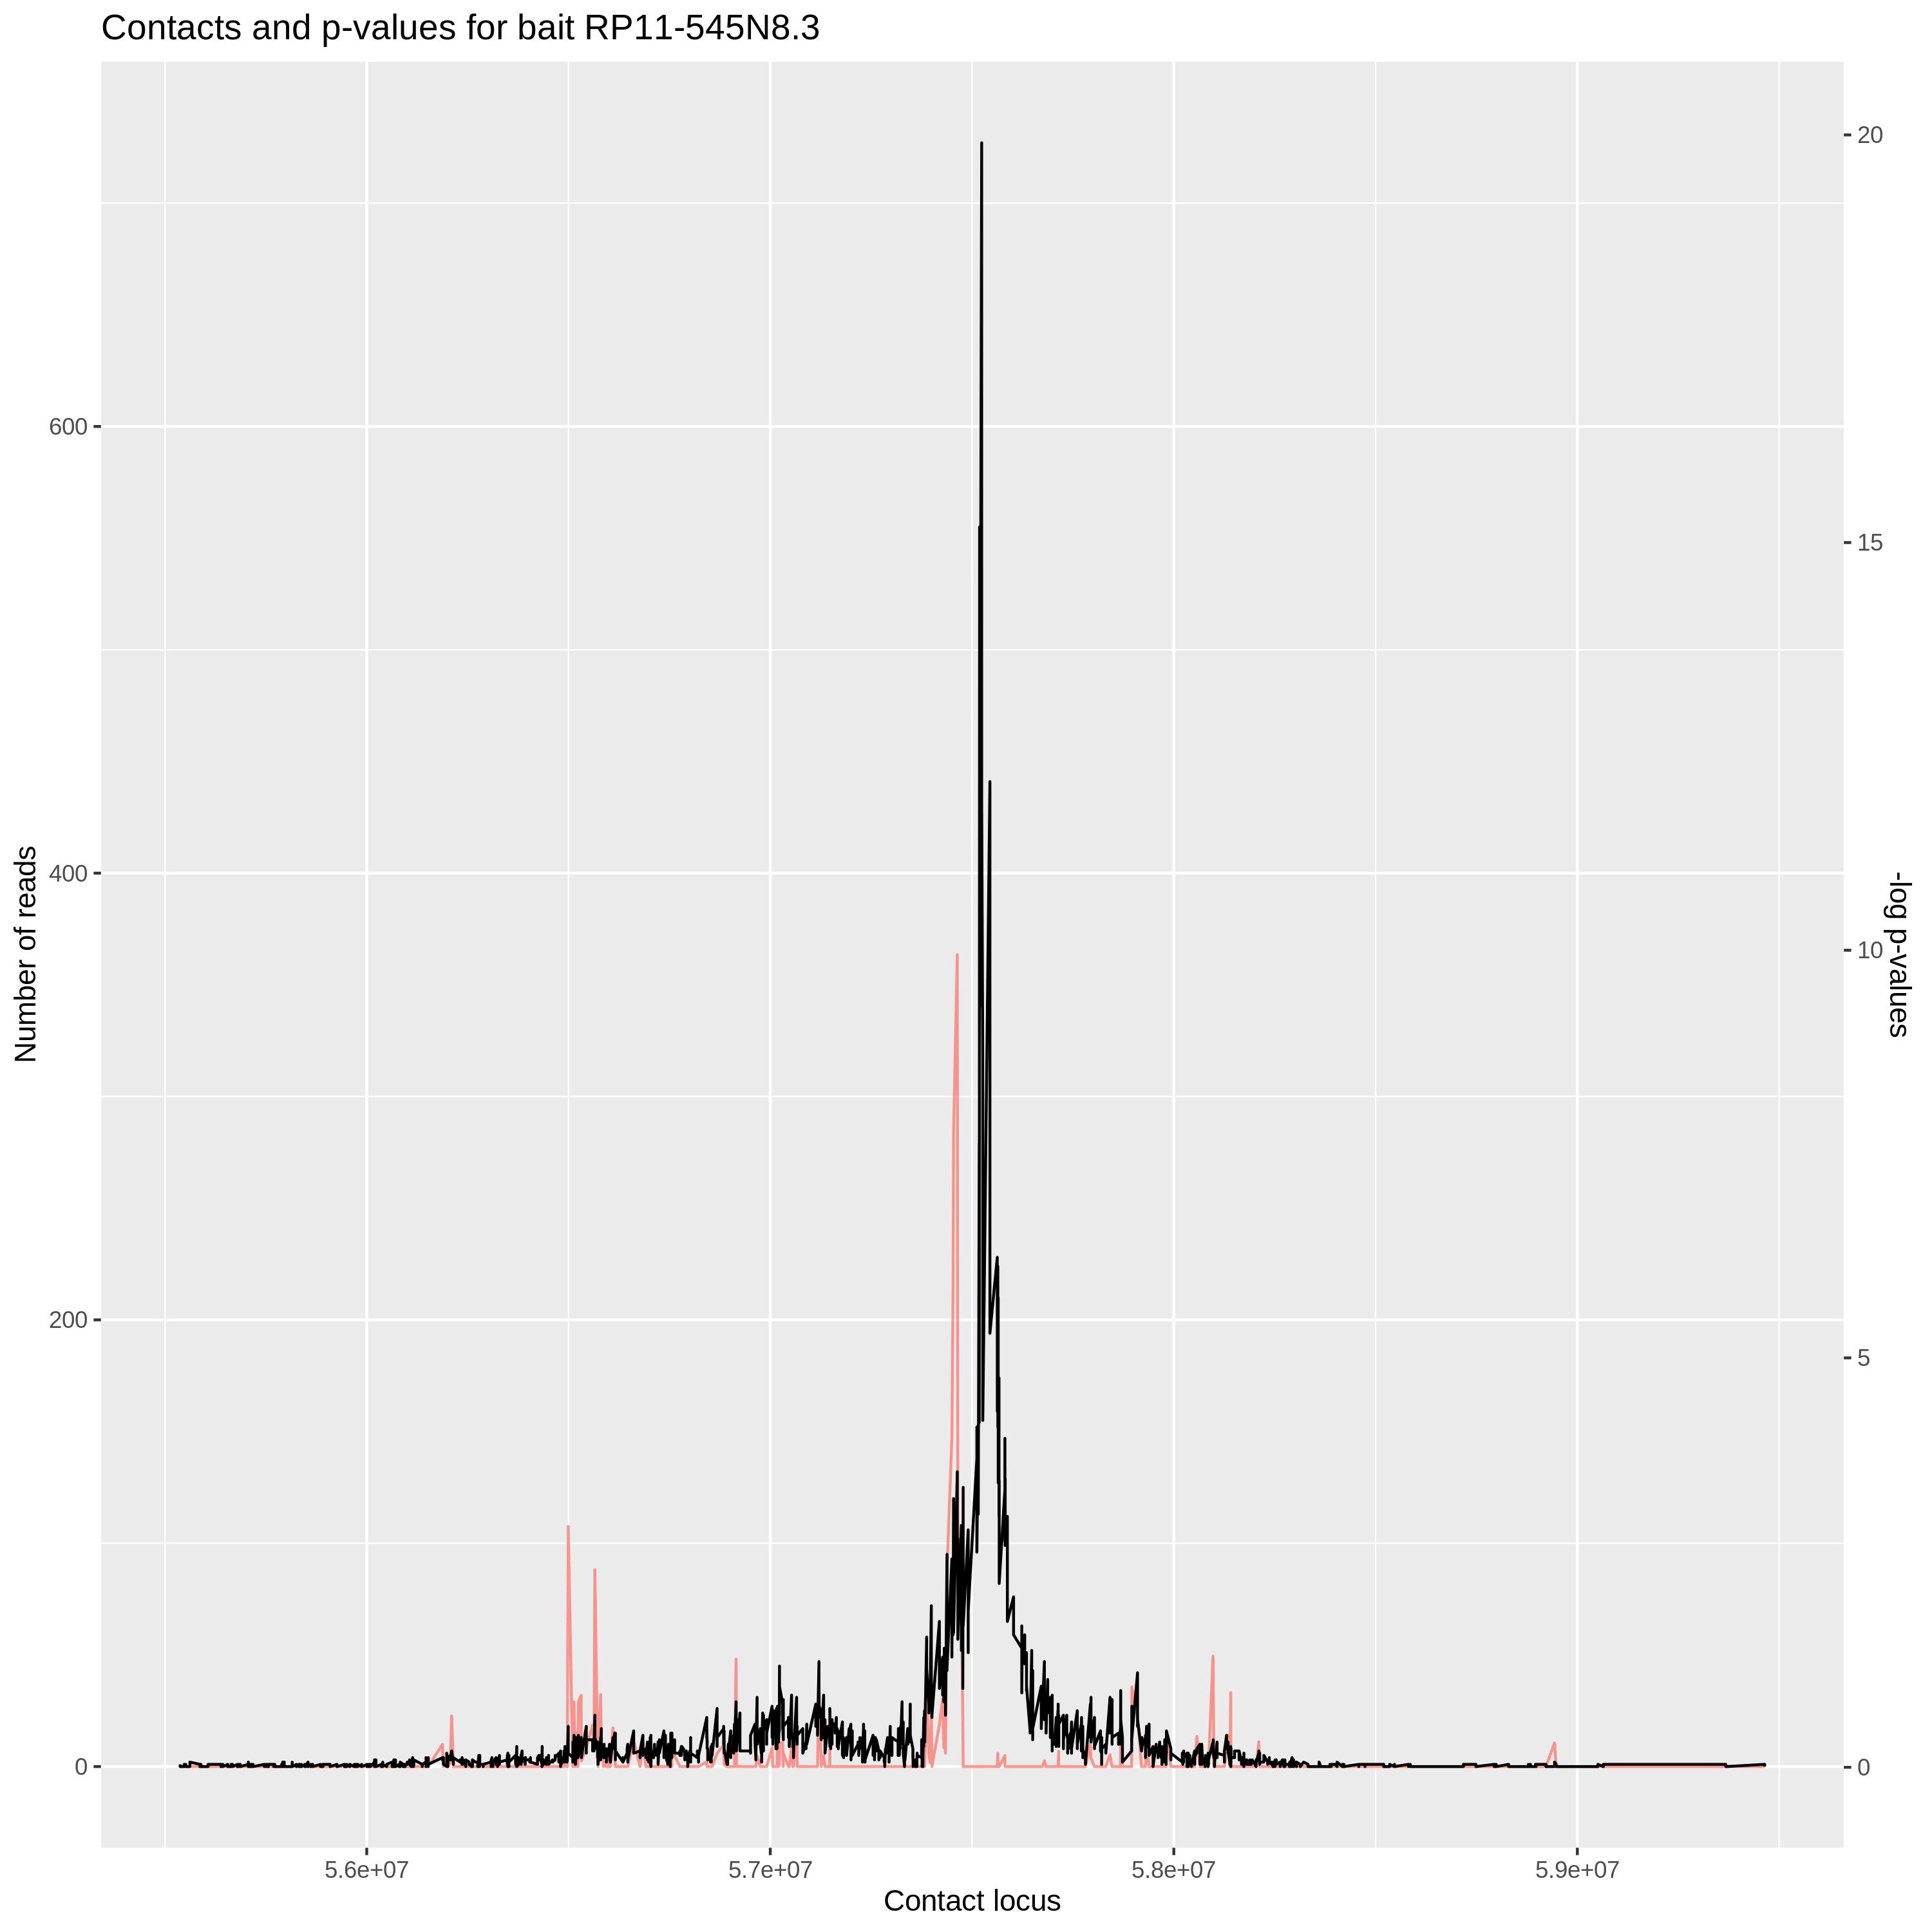 Contacts and p-values for bait RP11-545N8.3
Number of reads
600
400
200
0
20
15
10
5
0
-log p-values
5.6e+07
5.7e+07
5.8e+07
5.9e+07
Contact locus